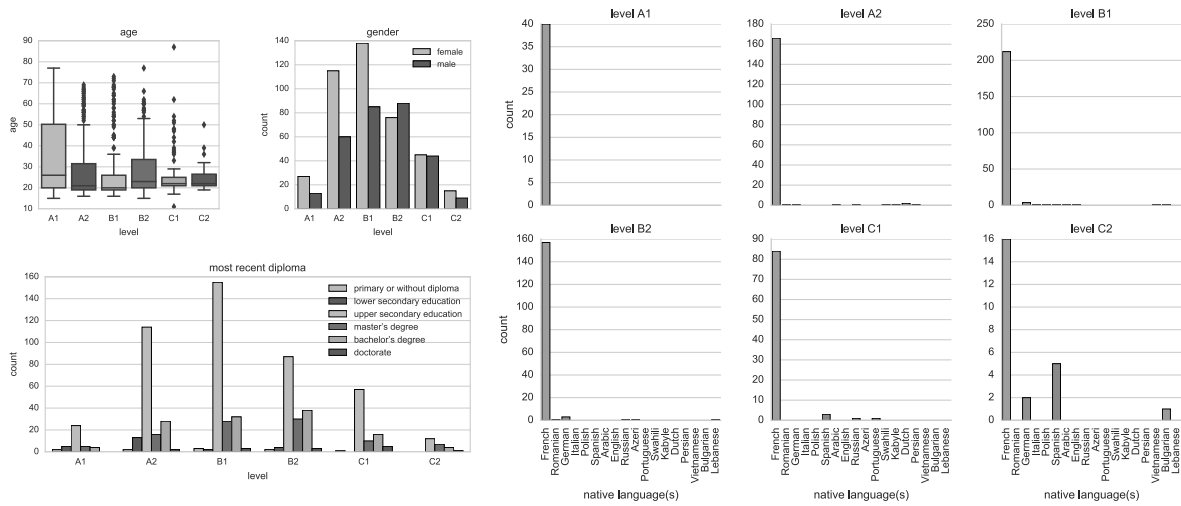 age
90
80
70
60
50
40
30
20
10
age
A1 A2 B1 B2 C1 C2
level
gender
140
120
100
80
60
40
20
0
count
female
male
A1 A2 B1 B2 C1 C2
level
most recent diploma
160
140
120
100
80
60
40
20
0
count
primary or without diploma
lower secondary education
upper secondary education
master's degree
bachelor's degree
doctorate
A1 A2 B1 B2 C1 C2
level
level A1
40
35
30
25
20
15
10
5
0
count
level A2
180
160
140
120
100
80
60
40
20
0
level B1
250
200
150
100
50
0
level B2
160
140
120
100
80
60
40
20
0
count
French
Romanian
German
Italian
Polish
Spanish
Arabic
English
Russian
Azeri
Portuguese
Swahili
Kabyle
Dutch
Persian
Vietnamese
Bulgarian
Lebanese
native language(s)
level C1
90
80
70
60
50
40
30
20
10
0
French
Romanian
German
Italian
Polish
Spanish
Arabic
English
Russian
Azeri
Portuguese
Swahili
Kabyle
Dutch
Persian
Vietnamese
Bulgarian
Lebanese
native language(s)
level C2
16
14
12
10
8
6
4
2
0
French
Romanian
German
Italian
Polish
Spanish
Arabic
English
Russian
Azeri
Portuguese
Swahili
Kabyle
Dutch
Persian
Vietnamese
Bulgarian
Lebanese
native language(s)